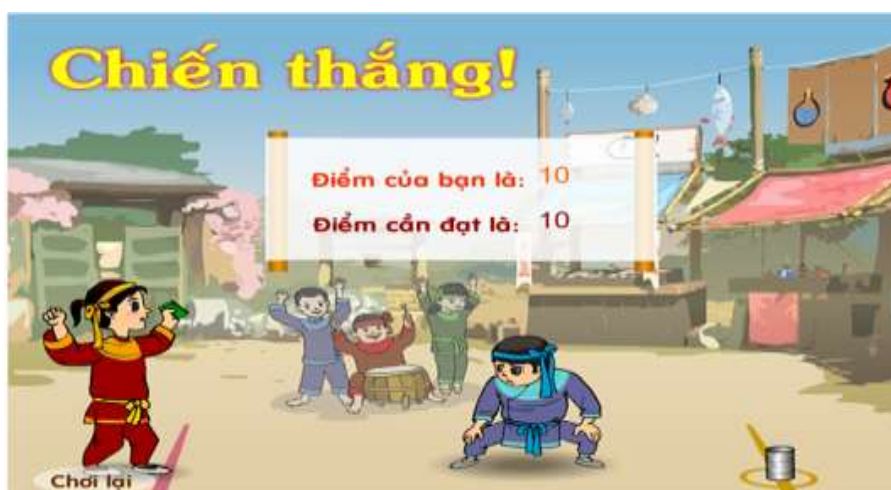 Chiến thắng!
Điểm của bạn là: 10
Điểm cần đạt là: 10
Chơi lại